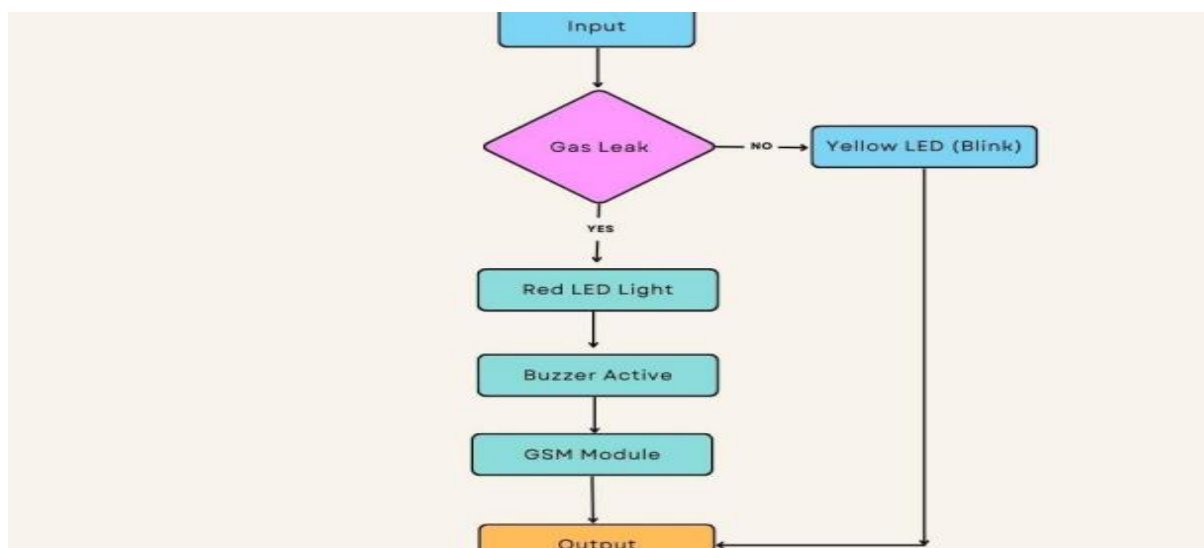 Input
Gas Leak
NO
Yellow LED (Blink)
YES
Red LED Light
Buzzer Active
GSM Module
Output